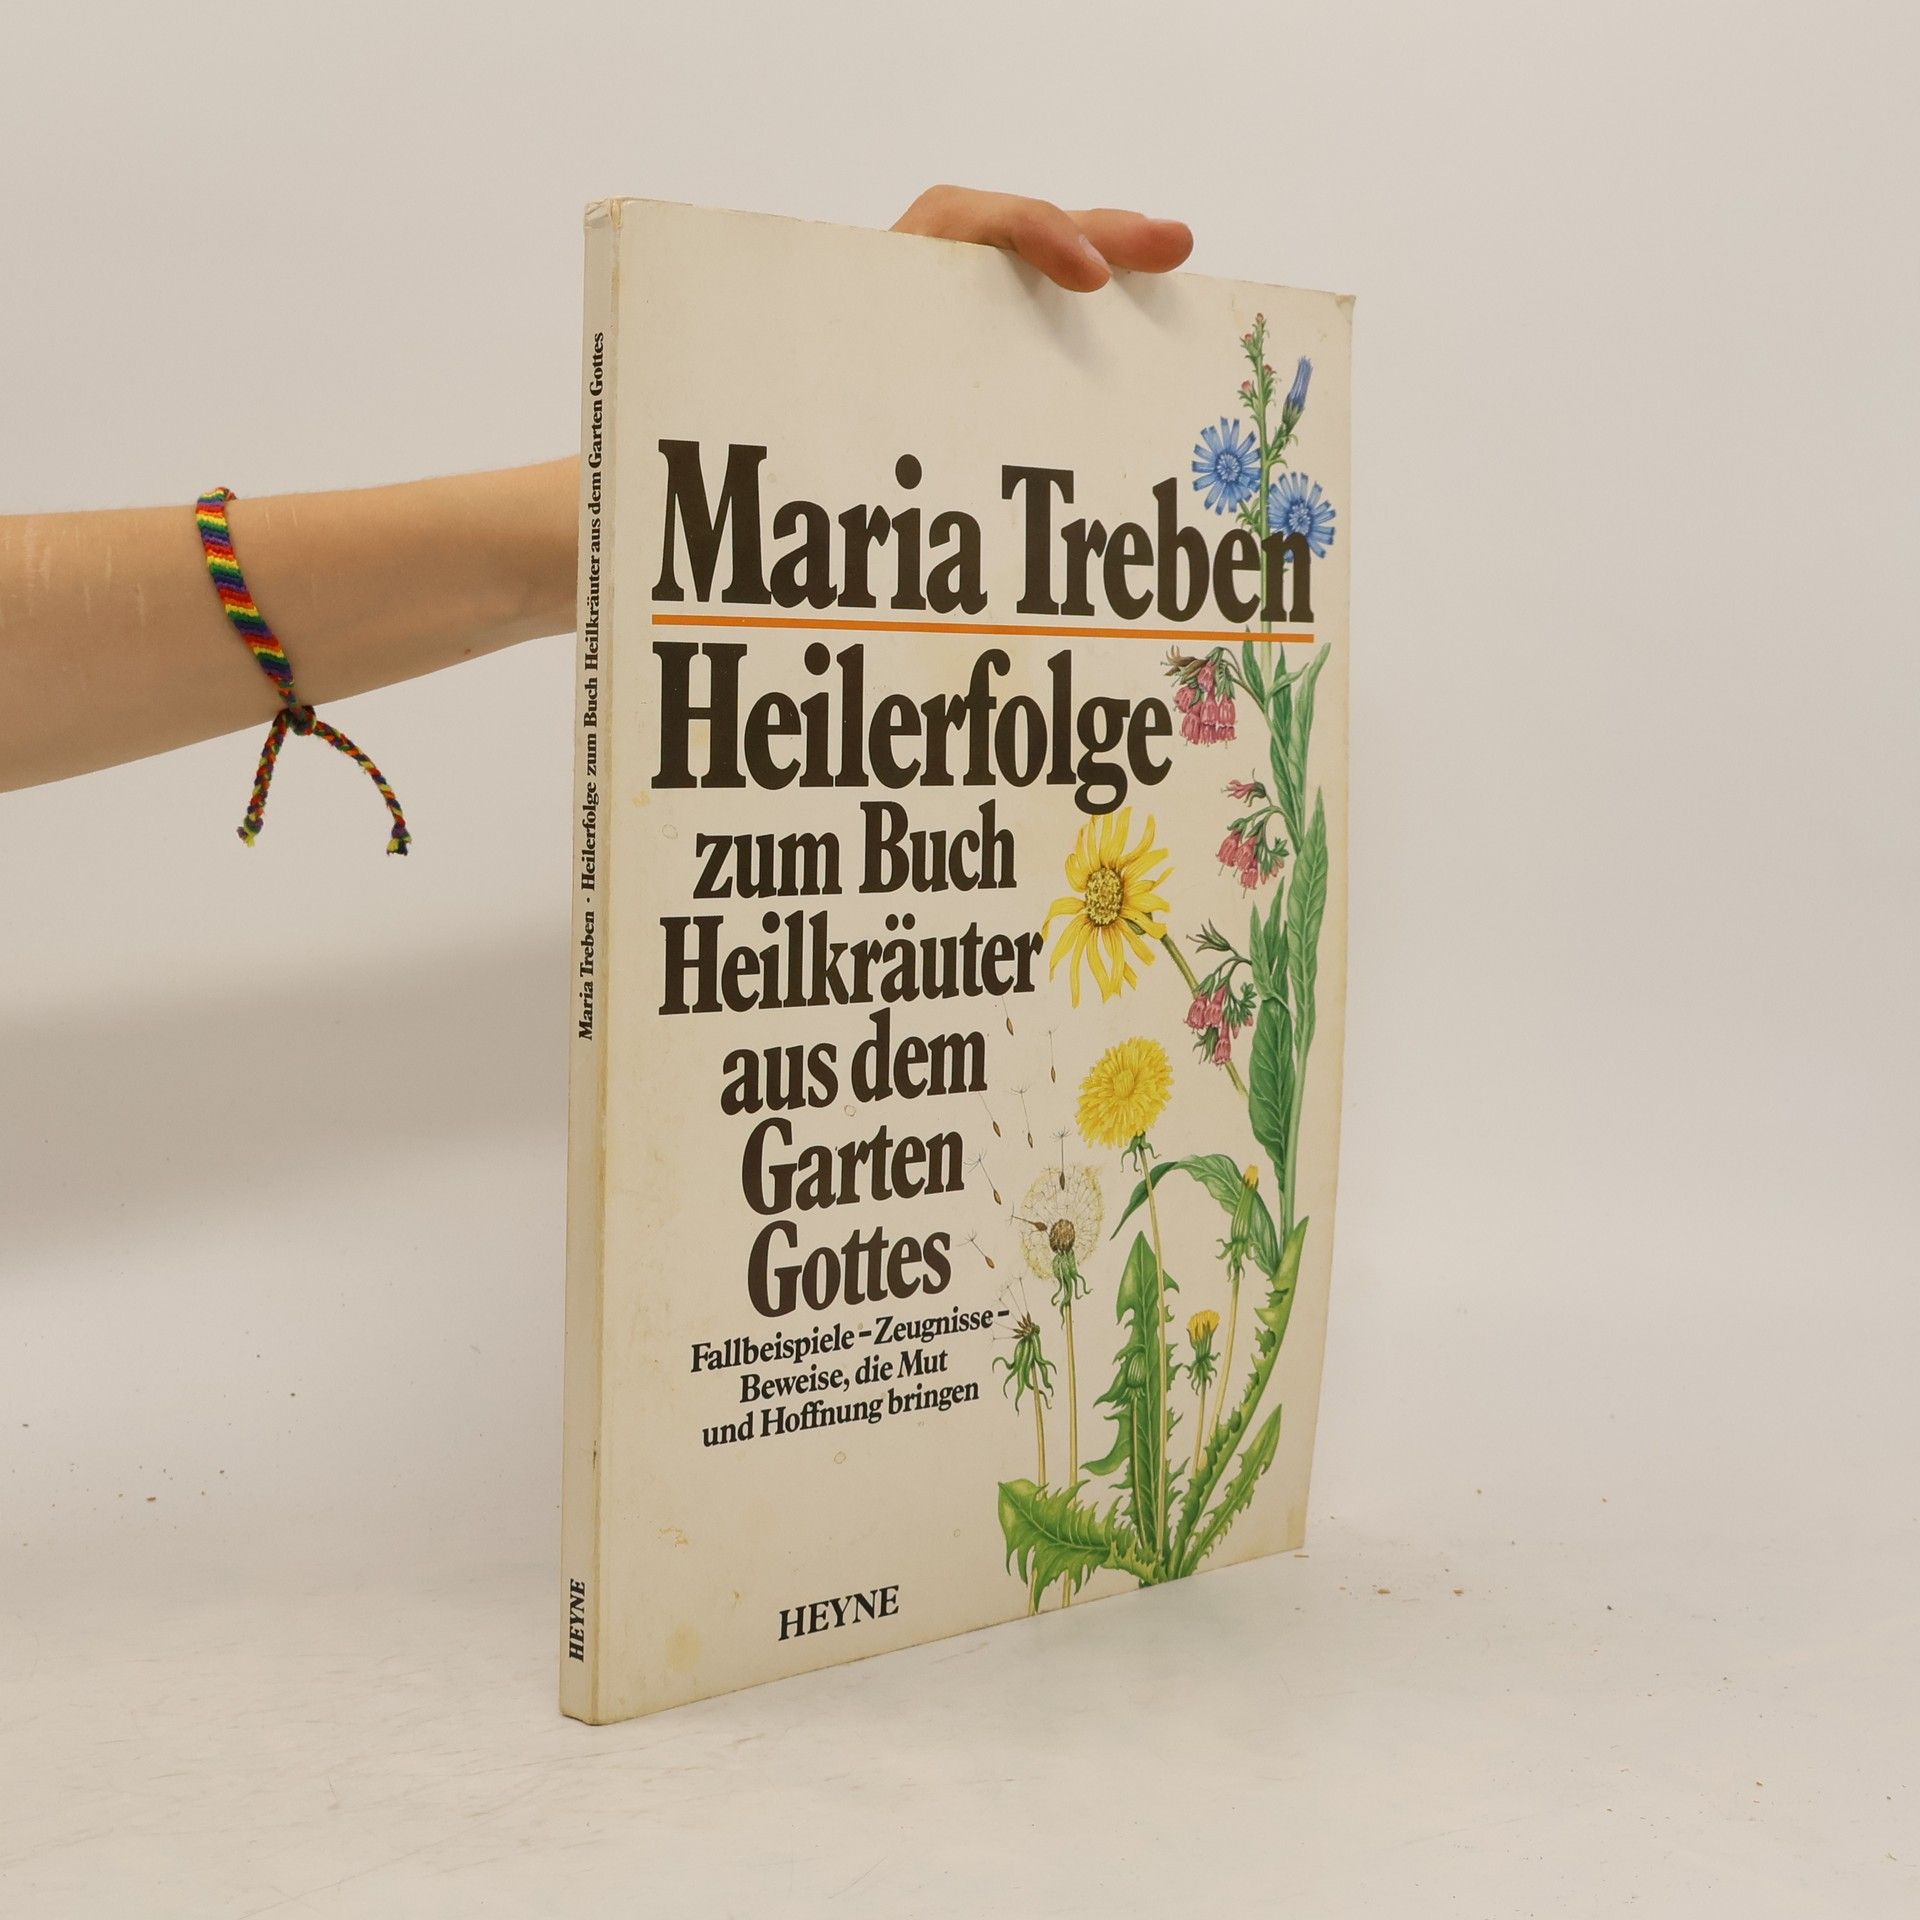 Maria Treben · Heilerfolge zum Buch Heilkräuter aus dem Garten Gottes
HEYNE
Maria Treben
Heilerfolge
zum Buch
Heilkräuter
aus dem
Garten
Gottes
Fallbeispiele – Zeugnisse –
Beweise, die Mut
und Hoffnung bringen
HEYNE